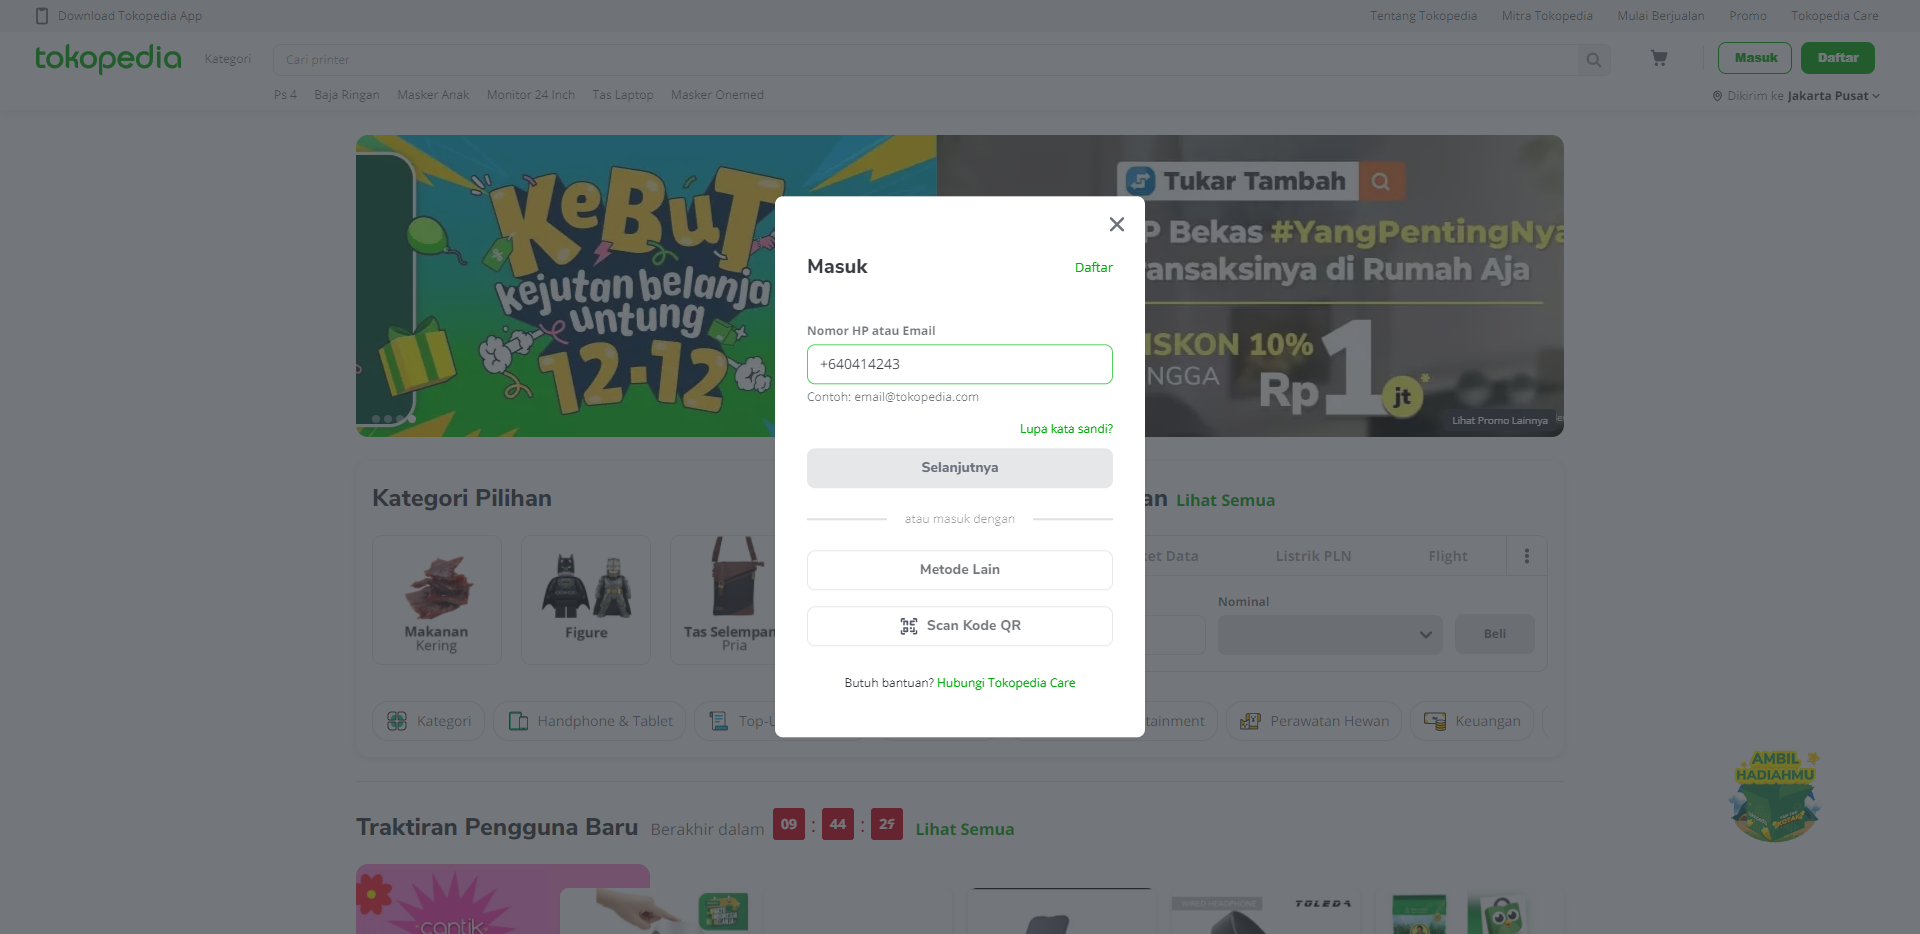 Download Tokopedia App
Tentang Tokopedia Mitra Tokopedia Mulai Berjualan Promo Tokopedia Care
tokopedia Kategori Cari printer Masuk Daftar
Ps 4 Baja Ringan Masker Anak Monitor 24 Inch Tas Laptop Masker Onemed
Dikirim ke Jakarta Pusat
KeBUT
kejutan belanja
untung
12.12
Tukar Tambah
P Bekas #YangPentingNya
ansaksinya di Rumah Aja
ISKON 10%
NGGA
Rp1 jt*
Lihat Promo Lainnya
Masuk
Daftar
Nomor HP atau Email
+640414243
Contoh: email@tokopedia.com
Lupa kata sandi?
Selanjutnya
atau masuk dengan
Metode Lain
Scan Kode QR
Butuh bantuan? Hubungi Tokopedia Care
Kategori Pilihan
an Lihat Semua
Makanan
Kering
Figure
Tas Selempan
Pria
et Data Listrik PLN Flight
Nominal
Beli
Kategori Handphone & Tablet Top-U tainment Perawatan Hewan Keuangan
AMBIL
HADIAHMU
Traktiran Pengguna Baru Berakhir dalam 09 : 44 : Lihat Semua
cantik
WIRED HEADPHONE
TOLEDA